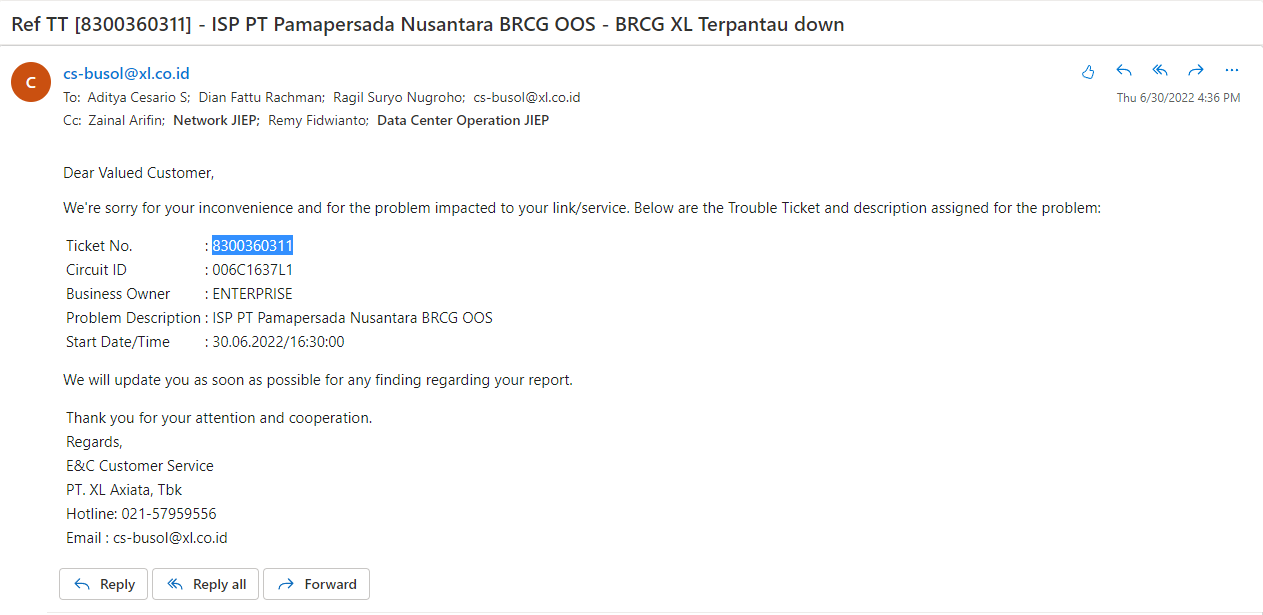 Ref TT [8300360311] - ISP PT Pamapersada Nusantara BRCG OOS - BRCG XL Terpantau down
C
cs-busol@xl.co.id
To: Aditya Cesario S; Dian Fattu Rachman; Ragil Suryo Nugroho; cs-busol@xl.co.id
Thu 6/30/2022 4:36 PM
Cc: Zainal Arifin; Network JIEP; Remy Fidwianto; Data Center Operation JIEP
Dear Valued Customer,
We're sorry for your inconvenience and for the problem impacted to your link/service. Below are the Trouble Ticket and description assigned for the problem:
Ticket No. : 8300360311
Circuit ID : 006C1637L1
Business Owner : ENTERPRISE
Problem Description : ISP PT Pamapersada Nusantara BRCG OOS
Start Date/Time : 30.06.2022/16:30:00
We will update you as soon as possible for any finding regarding your report.
Thank you for your attention and cooperation.
Regards,
E&C Customer Service
PT. XL Axiata, Tbk
Hotline: 021-57959556
Email : cs-busol@xl.co.id
Reply Reply all Forward